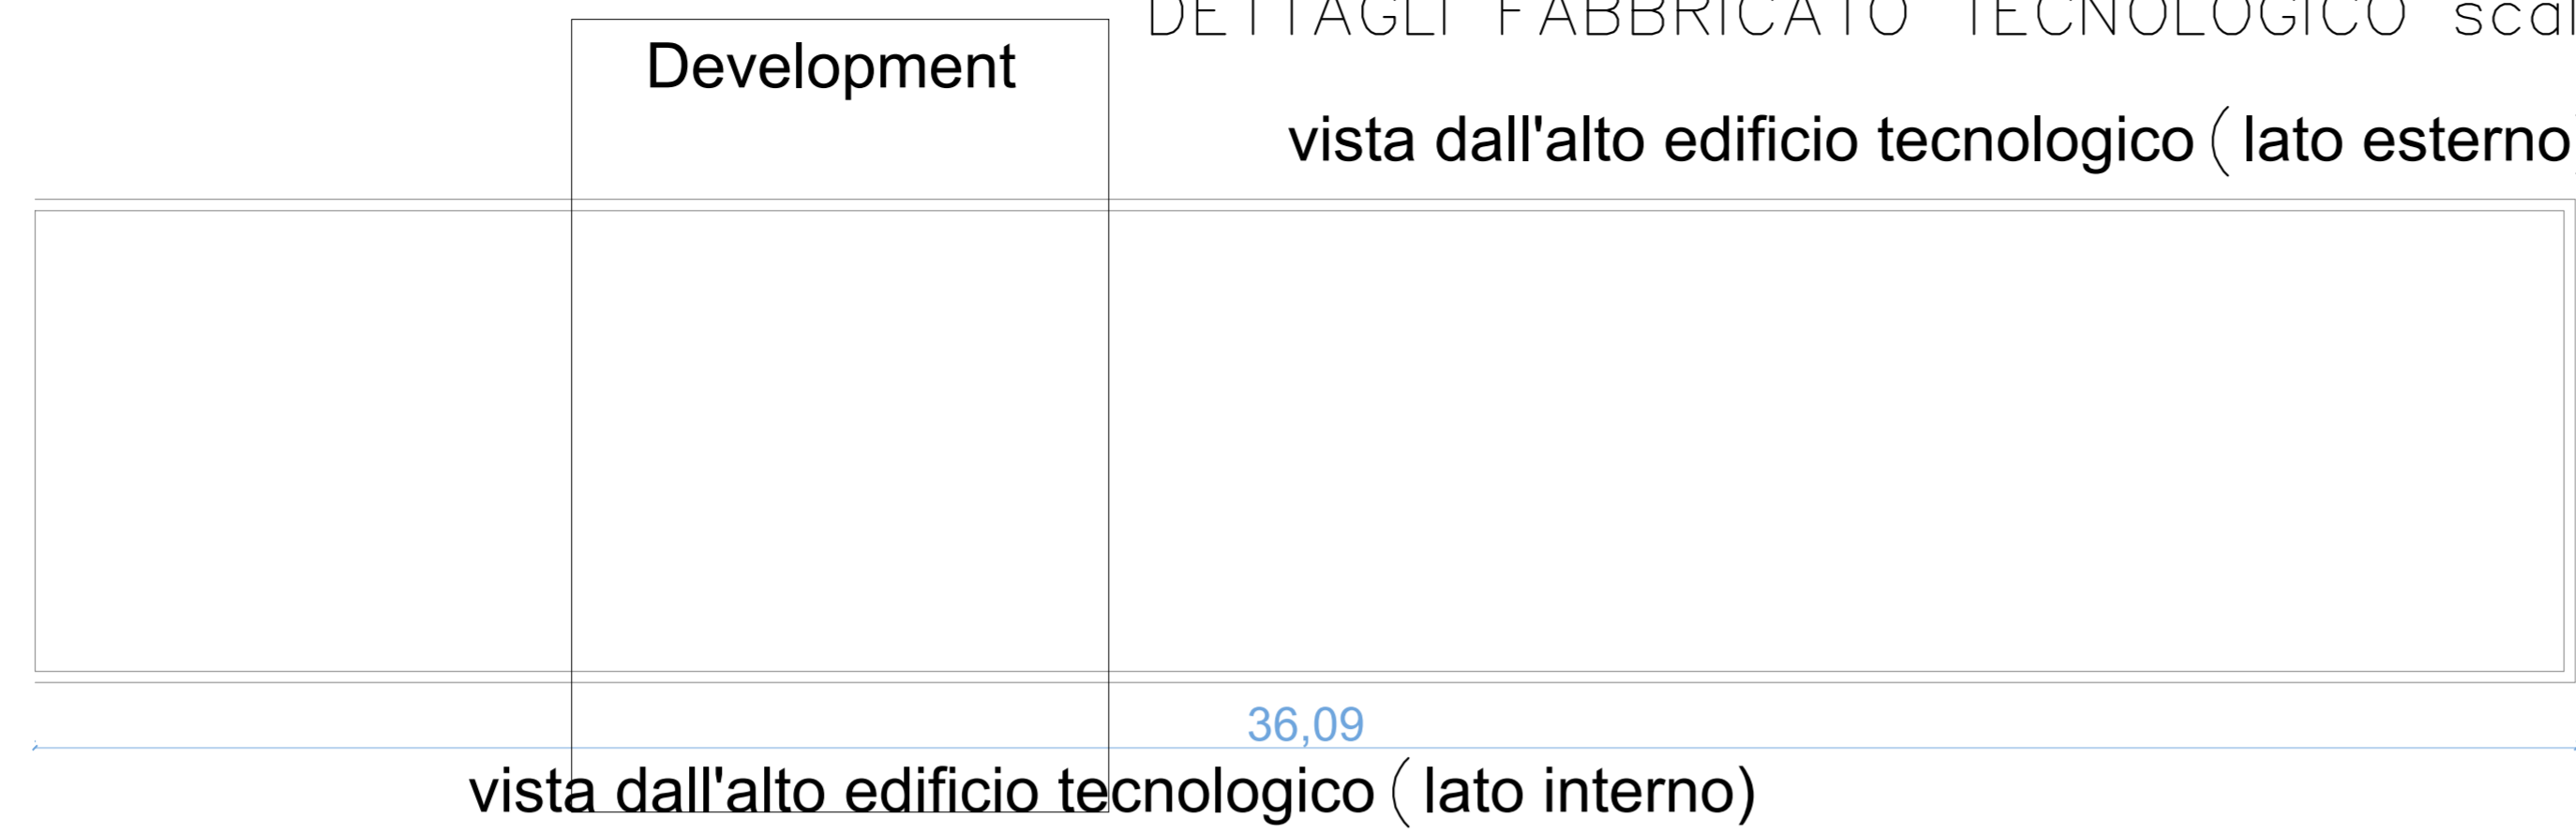 DETTAGLI FABBRICATO TECNOLOGICO
Development
vista dall'alto edificio tecnologico (lato esterno
36,09
vista dall'alto edificio tecnologico (lato interno)